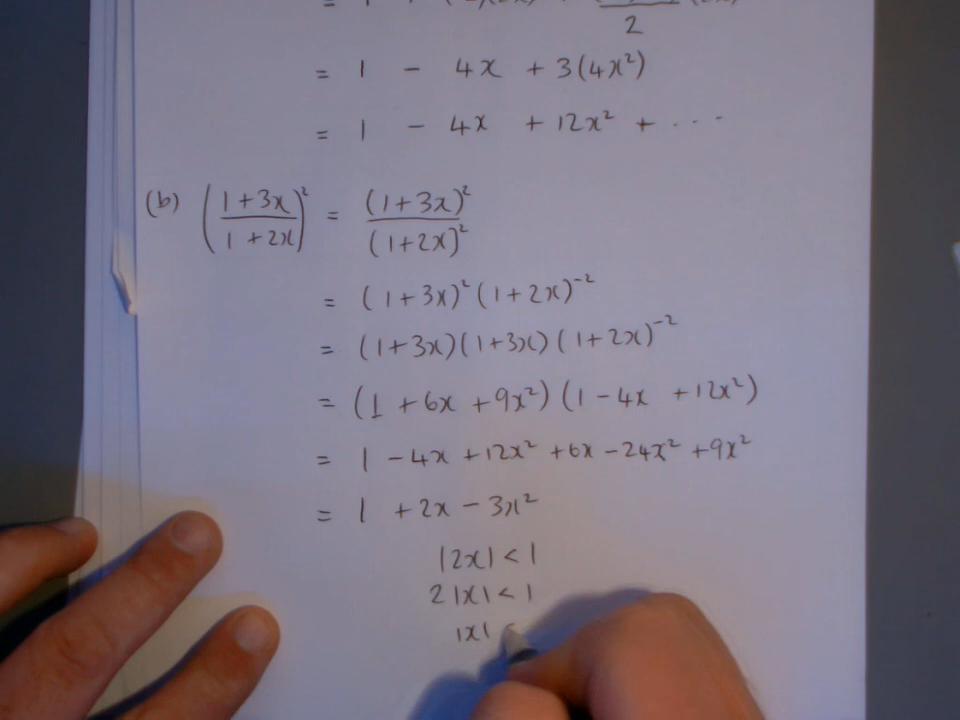 2
= 1 - 4x + 3(4x²)
= 1 - 4x + 12x² + ...
(b) ((1+3x)/(1+2x))² = (1+3x)²/(1+2x)²
= (1+3x)²(1+2x)⁻²
= (1+3x)(1+3x)(1+2x)⁻²
= (1+6x+9x²)(1-4x+12x²)
= 1 -4x +12x² +6x -24x² +9x²
= 1 +2x -3x²
|2x| < 1
2|x| < 1
|x| <